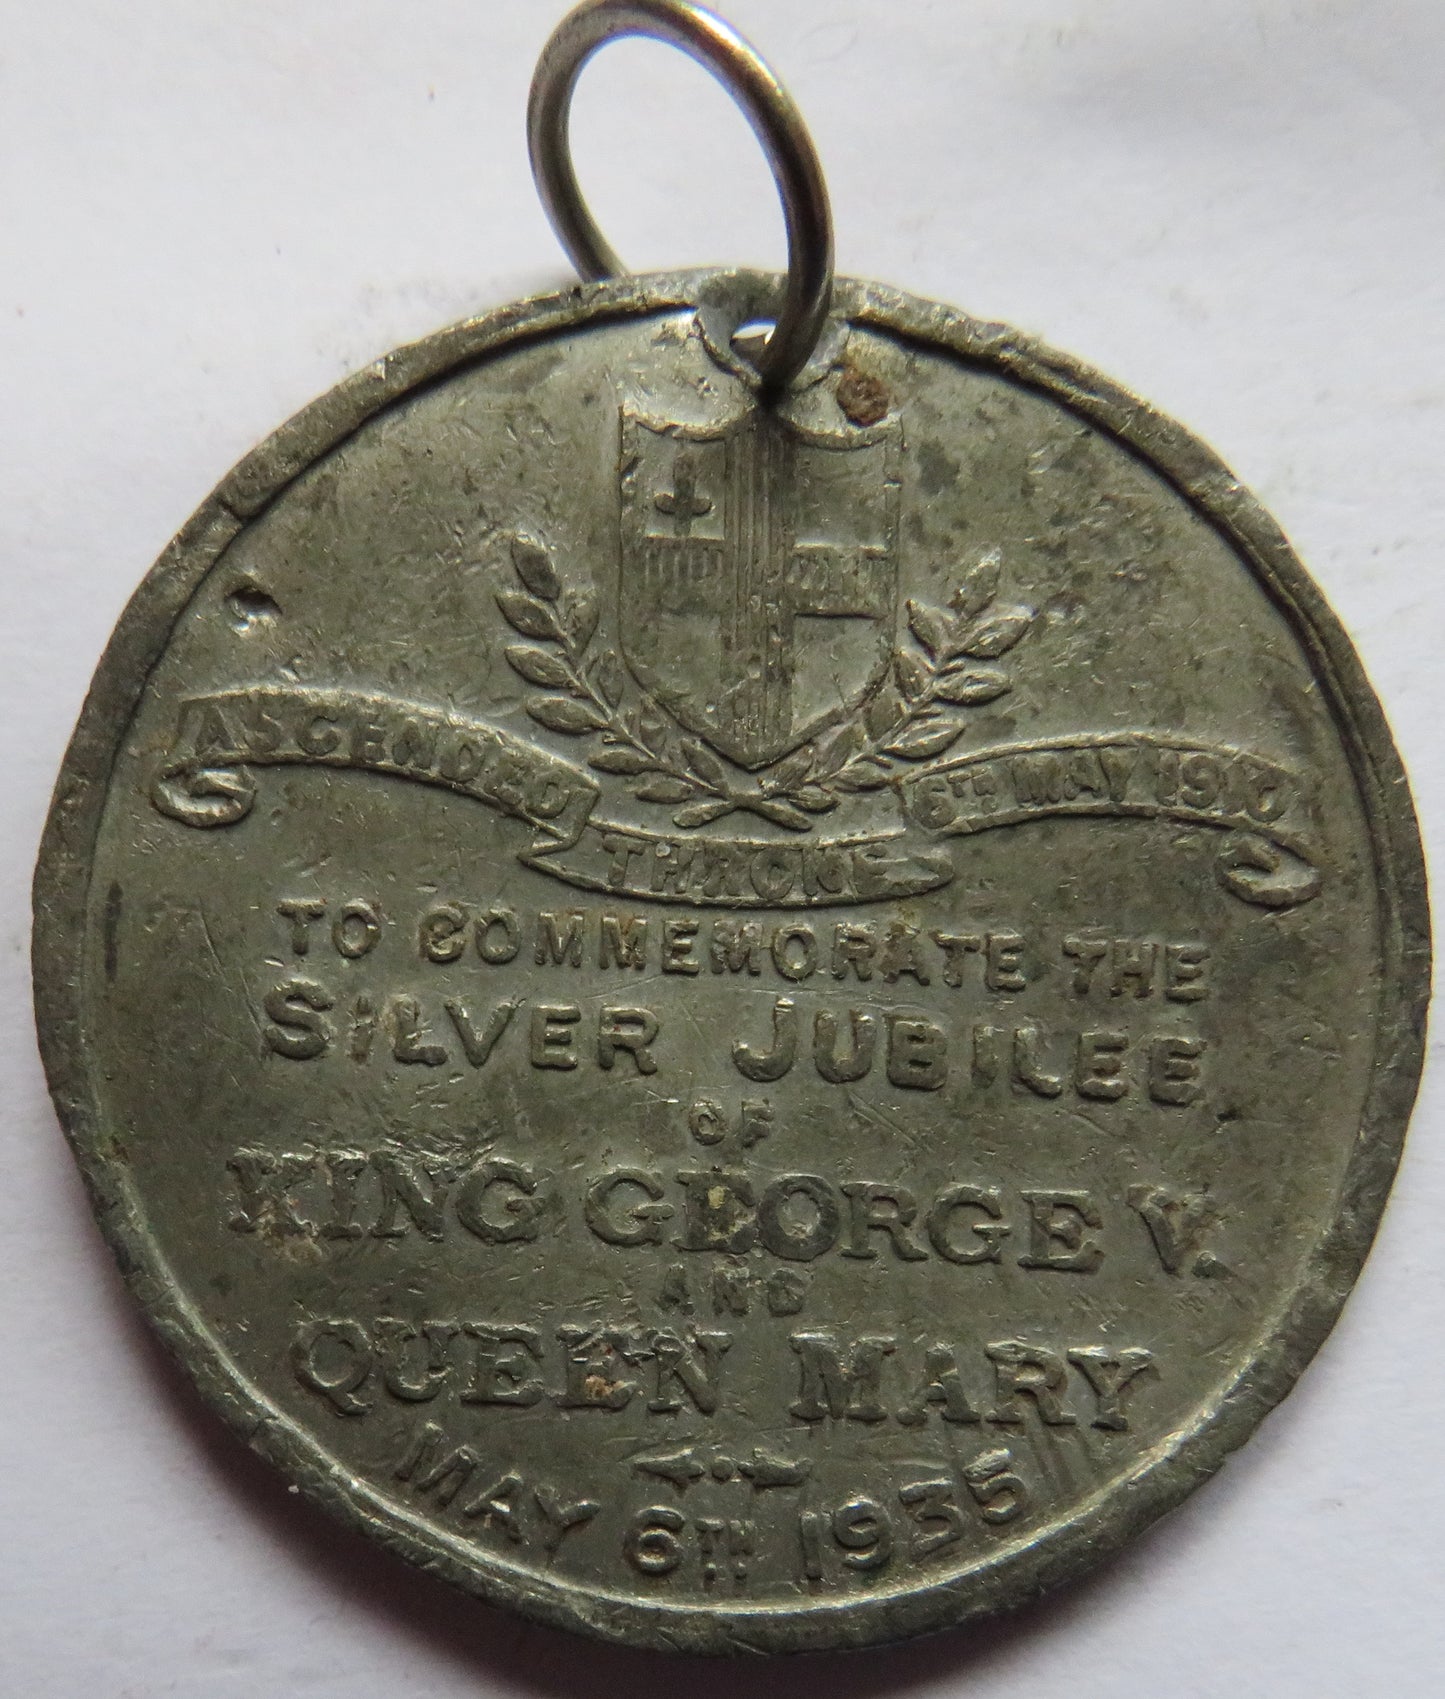 ASCENDED
THRONE
6TH MAY 1910
TO COMMEMORATE THE
SILVER JUBILEE
OF
KING GEORGE V.
AND
QUEEN MARY
MAY 6TH 1935